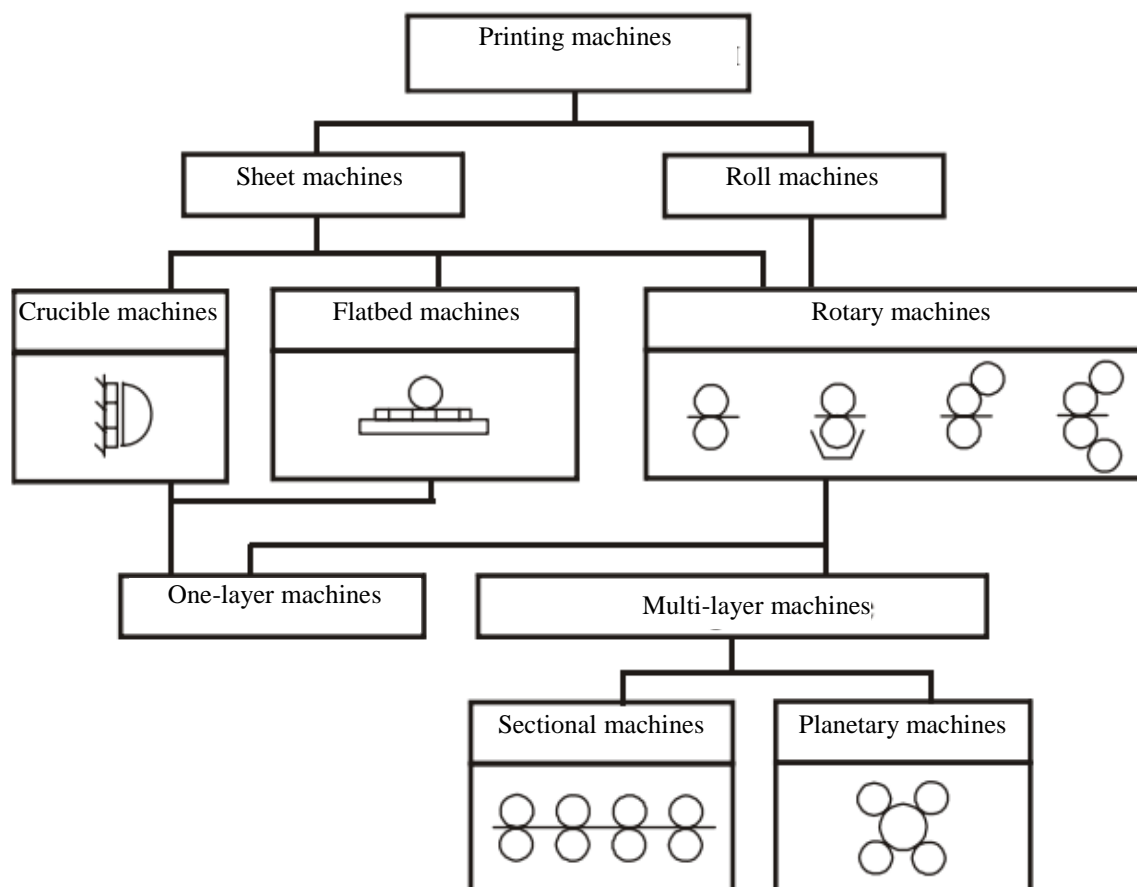 Printing machines
Sheet machines
Roll machines
Crucible machines
Flatbed machines
Rotary machines
One-layer machines
Multi-layer machines
Sectional machines
Planetary machines